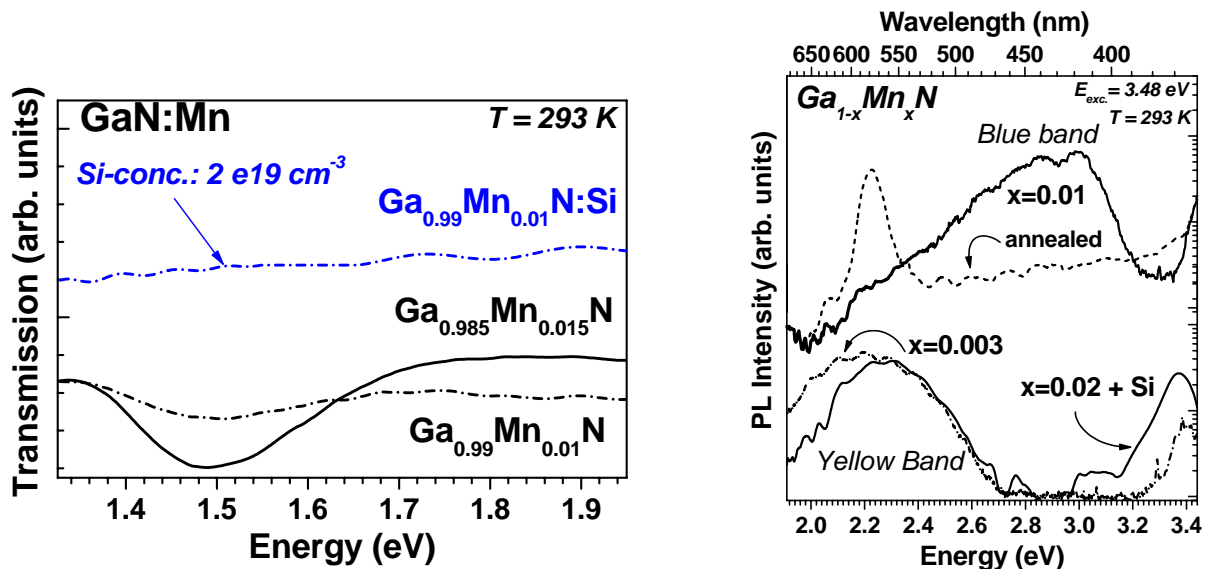 GaN:Mn
T = 293 K
Si-conc.: 2 e19 cm⁻³
Ga₀.₉₉Mn₀.₀₁N:Si
Ga₀.₉₈₅Mn₀.₀₁₅N
Ga₀.₉₉Mn₀.₀₁N
Transmission (arb. units)
1.4 1.5 1.6 1.7 1.8 1.9
Energy (eV)
Wavelength (nm)
650 600 550 500 450 400
Ga₁₋ₓMnₓN
E_exc. = 3.48 eV
T = 293 K
Blue band
x=0.01
annealed
x=0.003
x=0.02 + Si
Yellow Band
PL Intensity (arb. units)
2.0 2.2 2.4 2.6 2.8 3.0 3.2 3.4
Energy (eV)